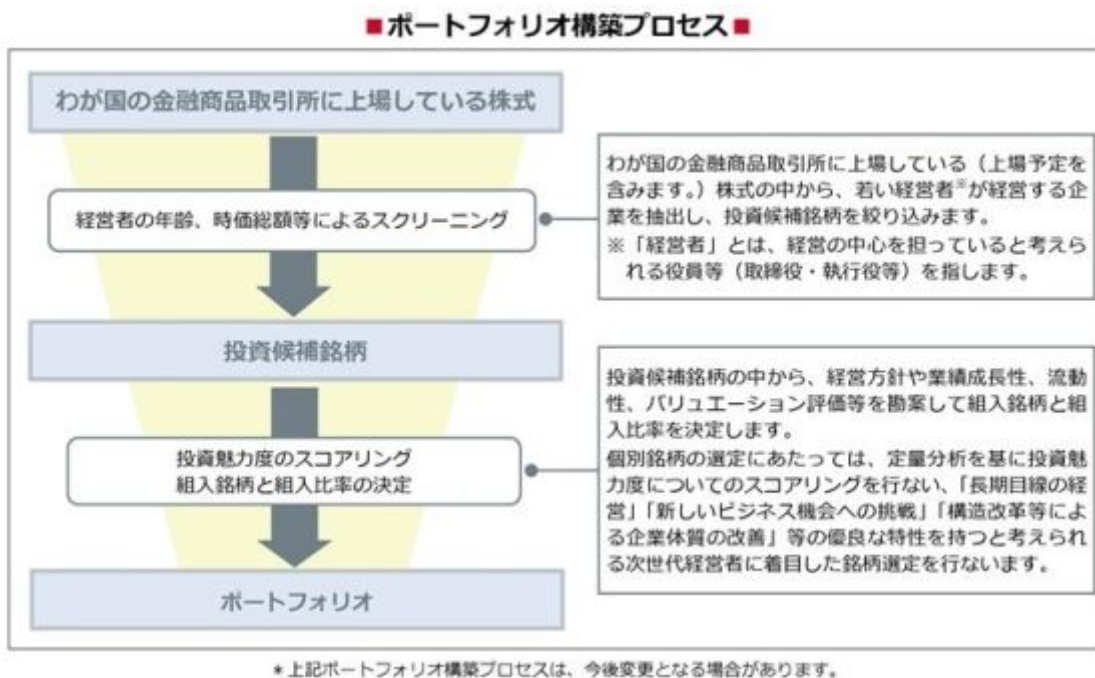 ■ポートフォリオ構築プロセス■
わが国の金融商品取引所に上場している株式
経営者の年齢、時価総額等によるスクリーニング
わが国の金融商品取引所に上場している（上場予定を
含みます。）株式の中から、若い経営者※が経営する企
業を抽出し、投資候補銘柄を絞り込みます。
※「経営者」とは、経営の中心を担っていると考えら
れる役員等（取締役・執行役等）を指します。
投資候補銘柄
投資魅力度のスコアリング
組入銘柄と組入比率の決定
投資候補銘柄の中から、経営方針や業績成長性、流動
性、バリュエーション評価等を勘案して組入銘柄と組
入比率を決定します。
個別銘柄の選定にあたっては、定量分析を基に投資魅
力度についてのスコアリングを行ない、「長期目線の経
営」「新しいビジネス機会への挑戦」「構造改革等によ
る企業体質の改善」等の優良な特性を持つと考えられ
る次世代経営者に着目した銘柄選定を行ないます。
ポートフォリオ
＊上記ポートフォリオ構築プロセスは、今後変更となる場合があります。